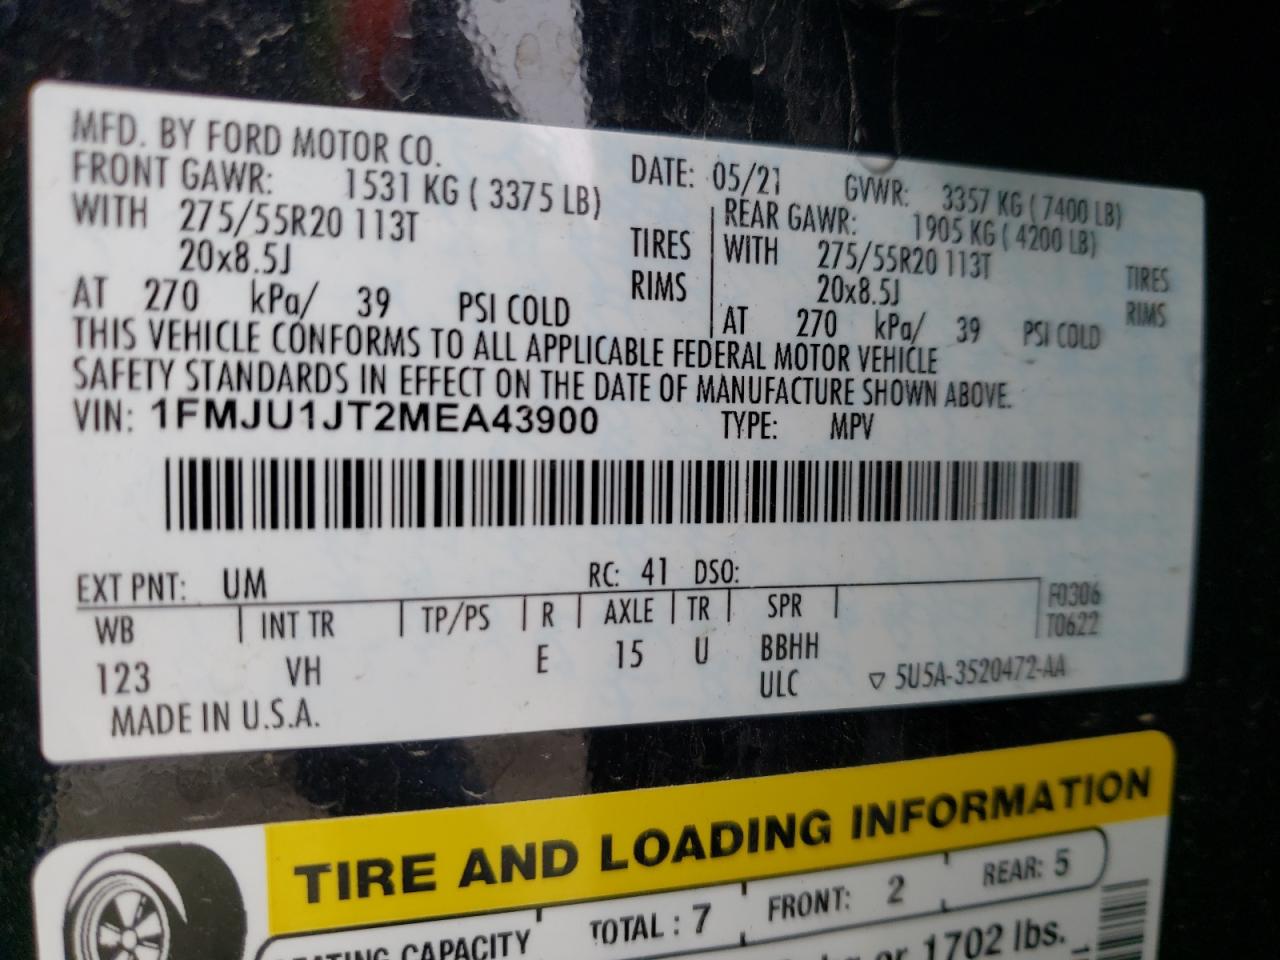 MFD. BY FORD MOTOR CO. DATE: 05/21 GVWR: 3357 KG ( 7400 LB)
FRONT GAWR: 1531 KG ( 3375 LB) REAR GAWR: 1905 KG ( 4200 LB)
WITH 275/55R20 113T TIRES WITH 275/55R20 113T TIRES
20x8.5J RIMS 20x8.5J RIMS
AT 270 kPa/ 39 PSI COLD AT 270 kPa/ 39 PSI COLD
THIS VEHICLE CONFORMS TO ALL APPLICABLE FEDERAL MOTOR VEHICLE
SAFETY STANDARDS IN EFFECT ON THE DATE OF MANUFACTURE SHOWN ABOVE.
VIN: 1FMJU1JT2MEA43900 TYPE: MPV
EXT PNT: UM RC: 41 DSO:
WB INT TR TP/PS R AXLE TR SPR F0306
T0622
123 VH E 15 U BBHH
ULC ▽ 5U5A-3520472-AA
MADE IN U.S.A.
TIRE AND LOADING INFORMATION
CAPACITY TOTAL : 7 FRONT: 2 REAR: 5
or 1702 lbs.